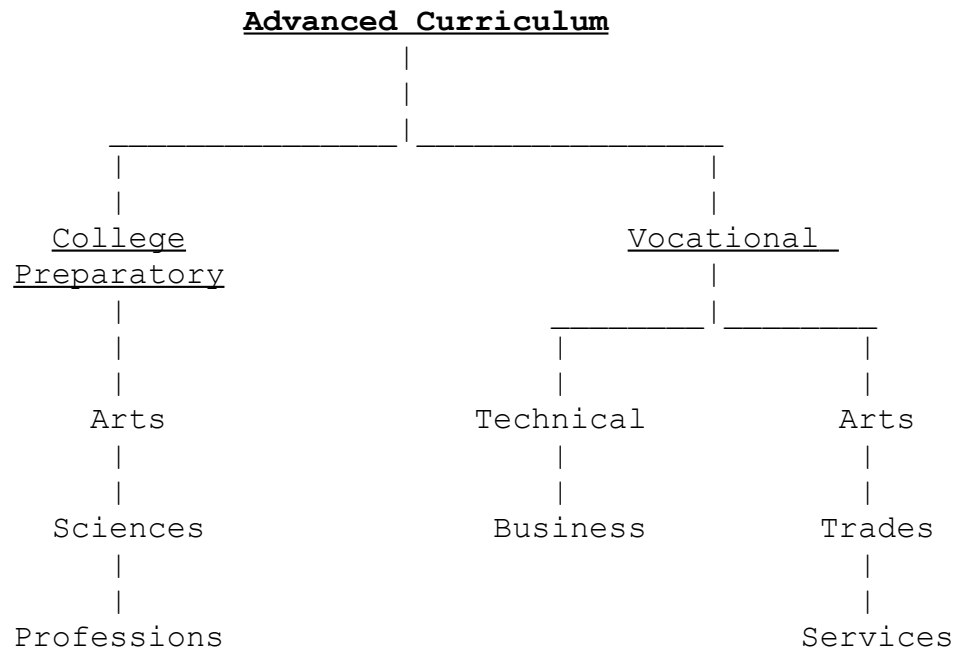 Advanced Curriculum
College Vocational
Preparatory
Arts Technical Arts
Sciences Business Trades
Professions Services